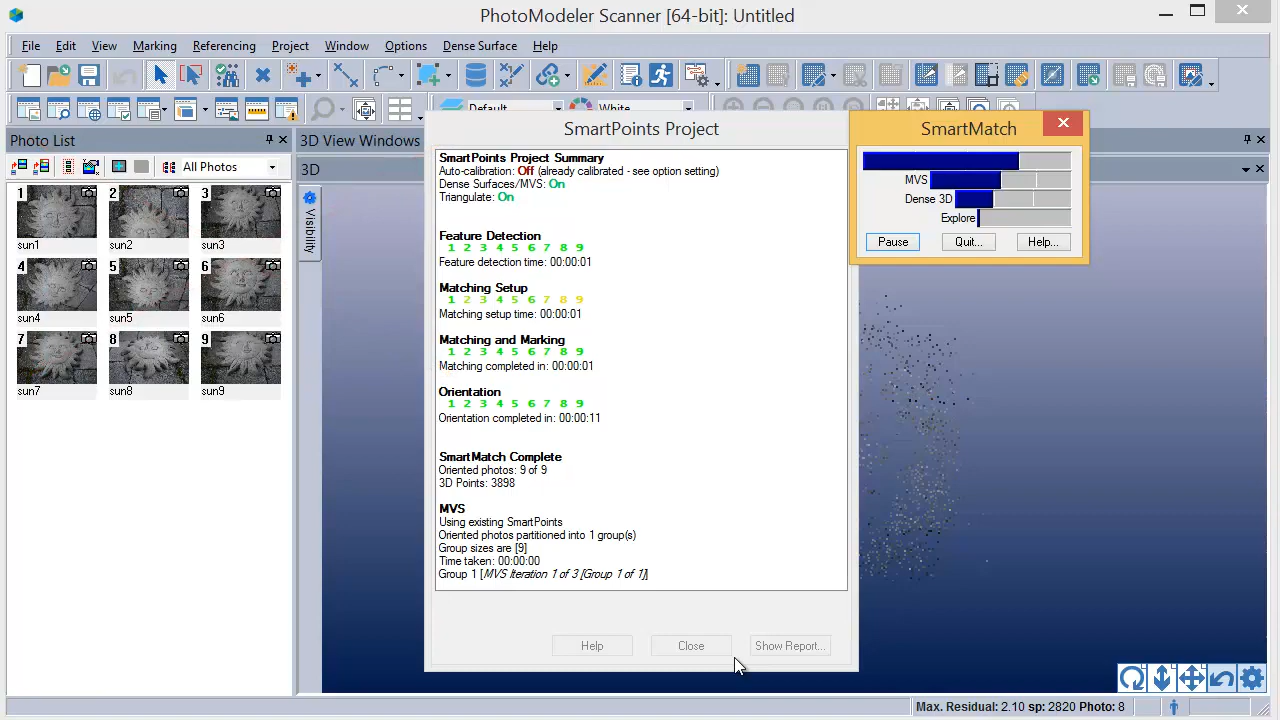 PhotoModeler Scanner [64-bit]: Untitled
File Edit View Marking Referencing Project Window Options Dense Surface Help
Default White
Photo List
3D View Windows
All Photos
3D
Visibility
1 2 3
sun1 sun2 sun3
4 5 6
sun4 sun5 sun6
7 8 9
sun7 sun8 sun9
SmartPoints Project
SmartPoints Project Summary
Auto-calibration: Off (already calibrated - see option setting)
Dense Surfaces/MVS: On
Triangulate: On
Feature Detection
1 2 3 4 5 6 7 8 9
Feature detection time: 00:00:01
Matching Setup
1 2 3 4 5 6 7 8 9
Matching setup time: 00:00:01
Matching and Marking
1 2 3 4 5 6 7 8 9
Matching completed in: 00:00:01
Orientation
1 2 3 4 5 6 7 8 9
Orientation completed in: 00:00:11
SmartMatch Complete
Oriented photos: 9 of 9
3D Points: 3898
MVS
Using existing SmartPoints
Oriented photos partitioned into 1 group(s)
Group sizes are [9]
Time taken: 00:00:00
Group 1 [MVS Iteration 1 of 3 [Group 1 of 1]]
Help Close Show Report...
SmartMatch
MVS
Dense 3D
Explore
Pause Quit... Help...
Max. Residual: 2.10 sp: 2820 Photo: 8